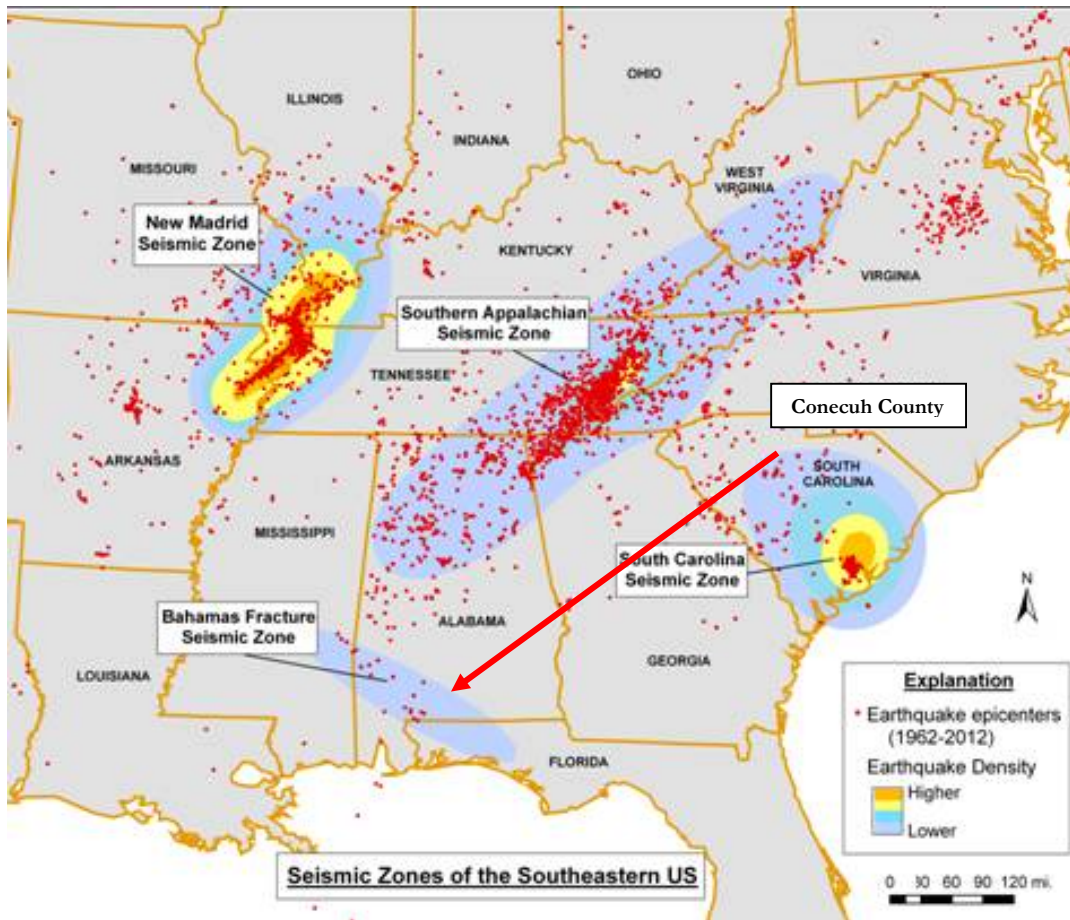 OHIO
ILLINOIS
INDIANA
MISSOURI
WEST
VIRGINIA
New Madrid
Seismic Zone
KENTUCKY
VIRGINIA
Southern Appalachian
Seismic Zone
TENNESSEE
Conecuh County
ARKANSAS
SOUTH
CAROLINA
MISSISSIPPI
South Carolina
Seismic Zone
Bahamas Fracture
Seismic Zone
ALABAMA
GEORGIA
LOUISIANA
FLORIDA
N
Explanation
Earthquake epicenters
(1962-2012)
Earthquake Density
Higher
Lower
Seismic Zones of the Southeastern US
0 30 60 90 120 mi.